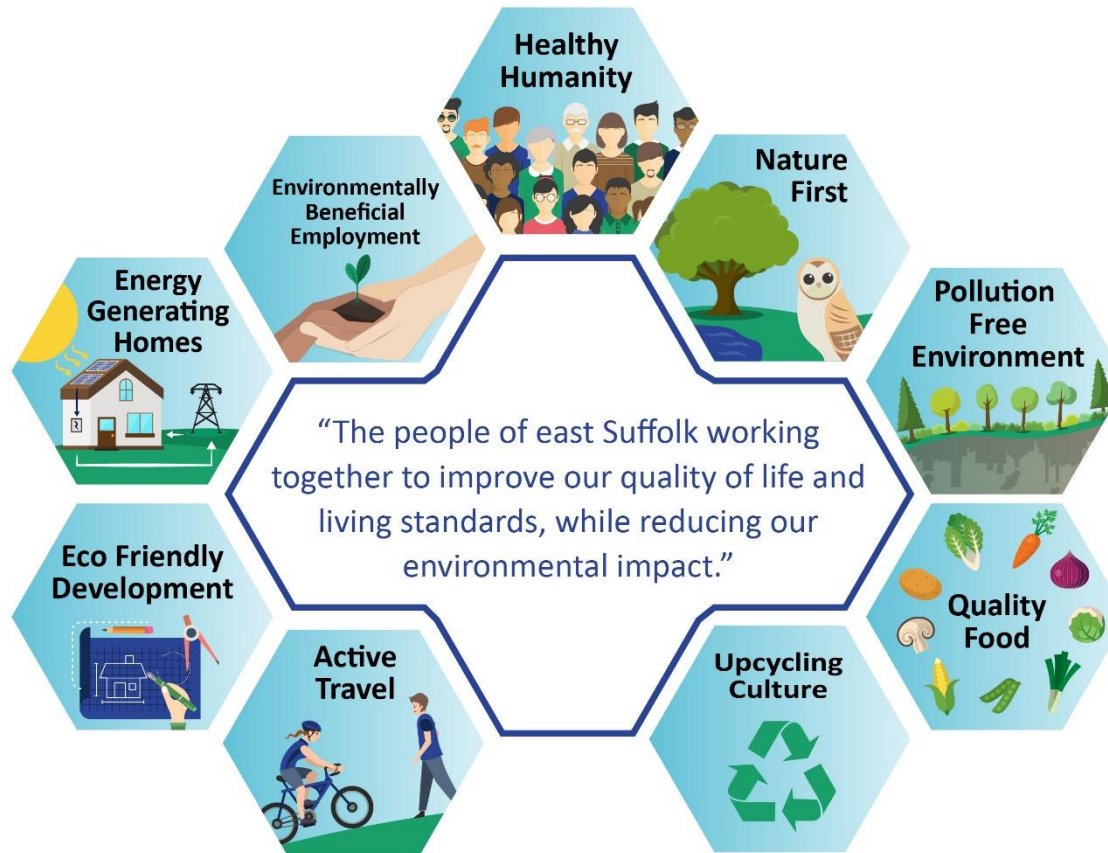 Healthy
Humanity
Nature
First
Pollution
Free
Environment
Quality
Food
Upcycling
Culture
Active
Travel
Eco Friendly
Development
Energy
Generating
Homes
Environmentally
Beneficial
Employment
“The people of east Suffolk working
together to improve our quality of life and
living standards, while reducing our
environmental impact.”